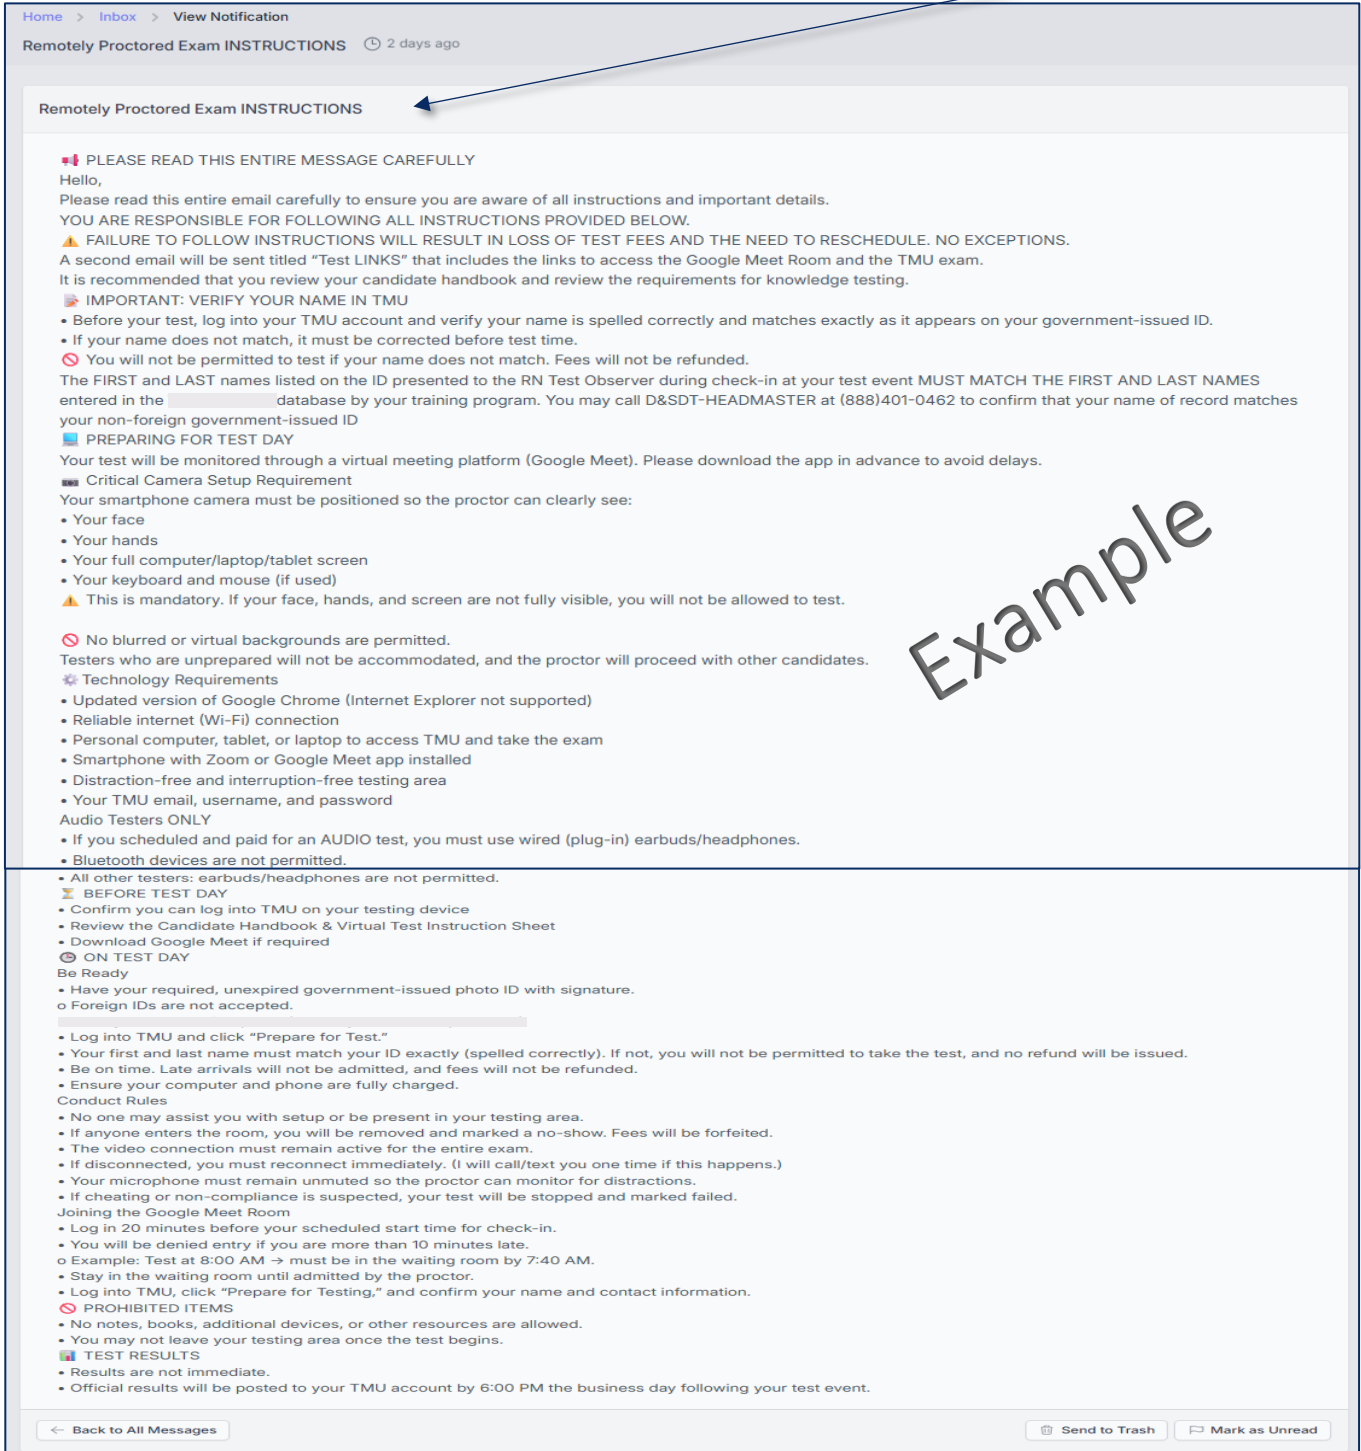 Home > Inbox > View Notification
Remotely Proctored Exam INSTRUCTIONS 2 days ago
Remotely Proctored Exam INSTRUCTIONS
PLEASE READ THIS ENTIRE MESSAGE CAREFULLY
Hello,
Please read this entire email carefully to ensure you are aware of all instructions and important details.
YOU ARE RESPONSIBLE FOR FOLLOWING ALL INSTRUCTIONS PROVIDED BELOW.
⚠ FAILURE TO FOLLOW INSTRUCTIONS WILL RESULT IN LOSS OF TEST FEES AND THE NEED TO RESCHEDULE. NO EXCEPTIONS.
A second email will be sent titled “Test LINKS” that includes the links to access the Google Meet Room and the TMU exam.
It is recommended that you review your candidate handbook and review the requirements for knowledge testing.
IMPORTANT: VERIFY YOUR NAME IN TMU
• Before your test, log into your TMU account and verify your name is spelled correctly and matches exactly as it appears on your government-issued ID.
• If your name does not match, it must be corrected before test time.
🚫 You will not be permitted to test if your name does not match. Fees will not be refunded.
The FIRST and LAST names listed on the ID presented to the RN Test Observer during check-in at your test event MUST MATCH THE FIRST AND LAST NAMES
entered in the database by your training program. You may call D&SDT-HEADMASTER at (888)401-0462 to confirm that your name of record matches
your non-foreign government-issued ID
PREPARING FOR TEST DAY
Your test will be monitored through a virtual meeting platform (Google Meet). Please download the app in advance to avoid delays.
Critical Camera Setup Requirement
Your smartphone camera must be positioned so the proctor can clearly see:
• Your face
• Your hands
• Your full computer/laptop/tablet screen
• Your keyboard and mouse (if used)
⚠ This is mandatory. If your face, hands, and screen are not fully visible, you will not be allowed to test.
Example
🚫 No blurred or virtual backgrounds are permitted.
Testers who are unprepared will not be accommodated, and the proctor will proceed with other candidates.
Technology Requirements
• Updated version of Google Chrome (Internet Explorer not supported)
• Reliable internet (Wi-Fi) connection
• Personal computer, tablet, or laptop to access TMU and take the exam
• Smartphone with Zoom or Google Meet app installed
• Distraction-free and interruption-free testing area
• Your TMU email, username, and password
Audio Testers ONLY
• If you scheduled and paid for an AUDIO test, you must use wired (plug-in) earbuds/headphones.
• Bluetooth devices are not permitted.
• All other testers: earbuds/headphones are not permitted.
BEFORE TEST DAY
• Confirm you can log into TMU on your testing device
• Review the Candidate Handbook & Virtual Test Instruction Sheet
• Download Google Meet if required
ON TEST DAY
Be Ready
• Have your required, unexpired government-issued photo ID with signature.
o Foreign IDs are not accepted.
• Log into TMU and click “Prepare for Test.”
• Your first and last name must match your ID exactly (spelled correctly). If not, you will not be permitted to take the test, and no refund will be issued.
• Be on time. Late arrivals will not be admitted, and fees will not be refunded.
• Ensure your computer and phone are fully charged.
Conduct Rules
• No one may assist you with setup or be present in your testing area.
• If anyone enters the room, you will be removed and marked a no-show. Fees will be forfeited.
• The video connection must remain active for the entire exam.
• If disconnected, you must reconnect immediately. (I will call/text you one time if this happens.)
• Your microphone must remain unmuted so the proctor can monitor for distractions.
• If cheating or non-compliance is suspected, your test will be stopped and marked failed.
Joining the Google Meet Room
• Log in 20 minutes before your scheduled start time for check-in.
• You will be denied entry if you are more than 10 minutes late.
o Example: Test at 8:00 AM → must be in the waiting room by 7:40 AM.
• Stay in the waiting room until admitted by the proctor.
• Log into TMU, click “Prepare for Testing,” and confirm your name and contact information.
🚫 PROHIBITED ITEMS
• No notes, books, additional devices, or other resources are allowed.
• You may not leave your testing area once the test begins.
TEST RESULTS
• Results are not immediate.
• Official results will be posted to your TMU account by 6:00 PM the business day following your test event.
← Back to All Messages Send to Trash Mark as Unread